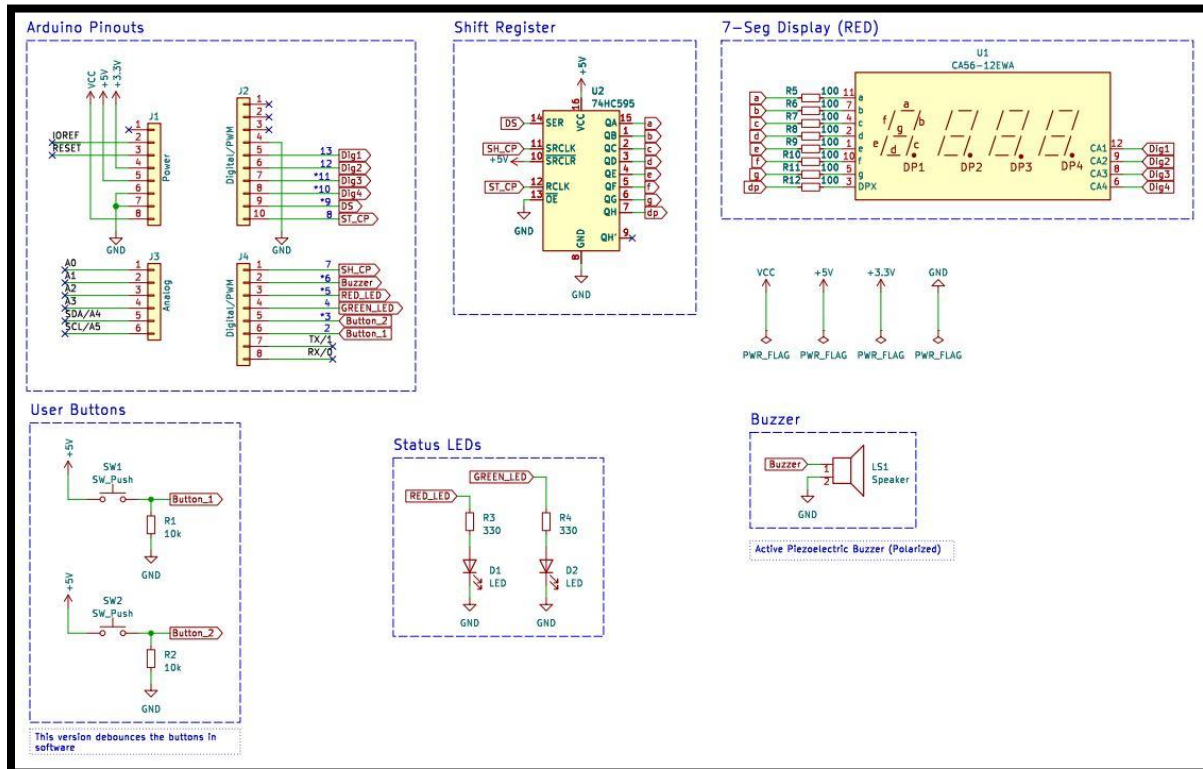 Arduino Pinouts
VCC
+5V
+3.3V
IOREF
RESET
1
2
3
4
5
6
7
8
J1
Power
GND
J2
Digital/PWM
1
2
3
4
5 13 Dig1
6 12 Dig2
7 *11 Dig3
8 *10 Dig4
9 *9 DS
10 8 ST_CP
GND
J3
Analog
A0 1
A1 2
A2 3
A3 4
SDA/A4 5
SCL/A5 6
J4
Digital/PWM
1 7 SH_CP
2 *6 Buzzer
3 *5 RED_LED
4 4 GREEN_LED
5 *3 Button_2
6 2 Button_1
7 TX/1
8 RX/0
Shift Register
+5V
U2
74HC595
16 VCC
DS 14 SER
SH_CP 11 SRCLK
+5V 10 SRCLR
ST_CP 12 RCLK
13 OE
GND
QA 15 a
QB 1 b
QC 2 c
QD 3 d
QE 4 e
QF 5 f
QG 6 g
QH 7 dp
QH' 9
GND 8
GND
7-Seg Display (RED)
U1
CA56-12EWA
a R5 100 11 a
b R6 100 7 b
c R7 100 4 c
d R8 100 2 d
e R9 100 1 e
f R10 100 10 f
g R11 100 5 g
dp R12 100 3 DPX
a
f b
g
e d c
DP1 DP2 DP3 DP4
CA1 12 Dig1
CA2 9 Dig2
CA3 8 Dig3
CA4 6 Dig4
VCC +5V +3.3V GND
PWR_FLAG PWR_FLAG PWR_FLAG PWR_FLAG
User Buttons
+5V
SW1
SW_Push
Button_1
R1
10k
GND
+5V
SW2
SW_Push
Button_2
R2
10k
GND
This version debounces the buttons in
software
Status LEDs
GREEN_LED
RED_LED
R3
330
R4
330
D1
LED
D2
LED
GND
GND
Buzzer
Buzzer
1
2
LS1
Speaker
GND
Active Piezoelectric Buzzer (Polarized)